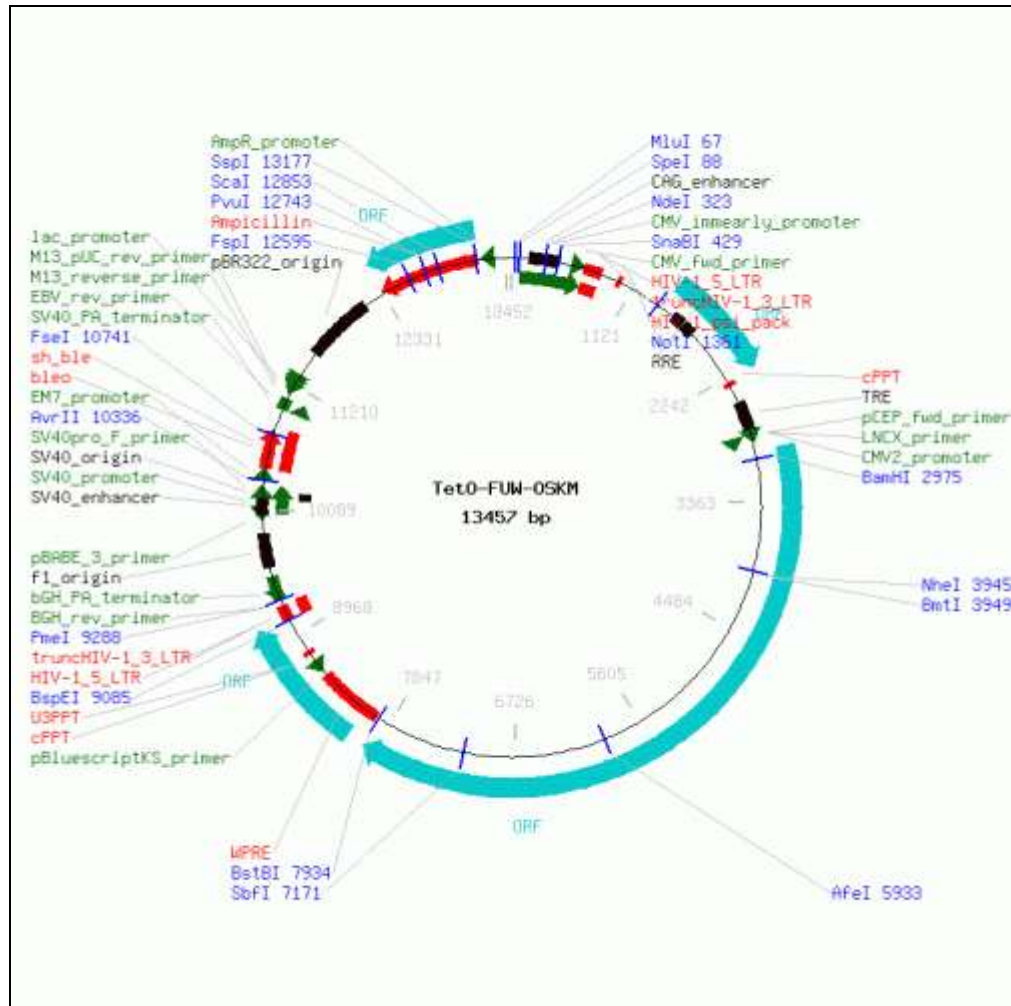 AmpR_promoter
SspI 13177
ScaI 12853
PvuI 12743
Ampicillin
FspI 12595
pBR322_origin
ORF
MluI 67
SpeI 88
CAG_enhancer
NdeI 323
CMV_immearly_promoter
SnaBI 429
CMV_fwd_primer
HIV-1_5_LTR
truncHIV-1_3_LTR
HIV-1_psi_pack
NotI 1361
RRE
lac_promoter
M13_pUC_rev_primer
M13_reverse_primer
EBV_rev_primer
SV40_PA_terminator
FseI 10741
sh_ble
bleo
EM7_promoter
AvrII 10336
SV40pro_F_primer
SV40_origin
SV40_promoter
SV40_enhancer
pBABE_3_primer
f1_origin
bGH_PA_terminator
BGH_rev_primer
PmeI 9288
truncHIV-1_3_LTR
HIV-1_5_LTR
BspEI 9085
U3PPT
cPPT
pBluescriptKS_primer
cPPT
TRE
pCEP_fwd_primer
LNCX_primer
CMV2_promoter
BamHI 2975
NheI 3945
BmtI 3949
13452
1121
2242
3363
4484
5605
6726
7847
8968
10089
11210
12331
TetO-FUW-OSKM
13457 bp
ORF
ORF
WPRE
BstBI 7934
SbfI 7171
AfeI 5933